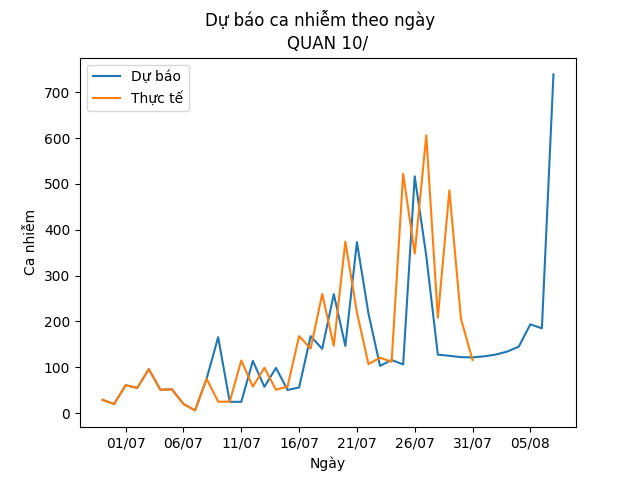 Dự báo ca nhiễm theo ngày
QUAN 10/
Dự báo
Thực tế
Ca nhiễm
700
600
500
400
300
200
100
0
01/07 06/07 11/07 16/07 21/07 26/07 31/07 05/08
Ngày